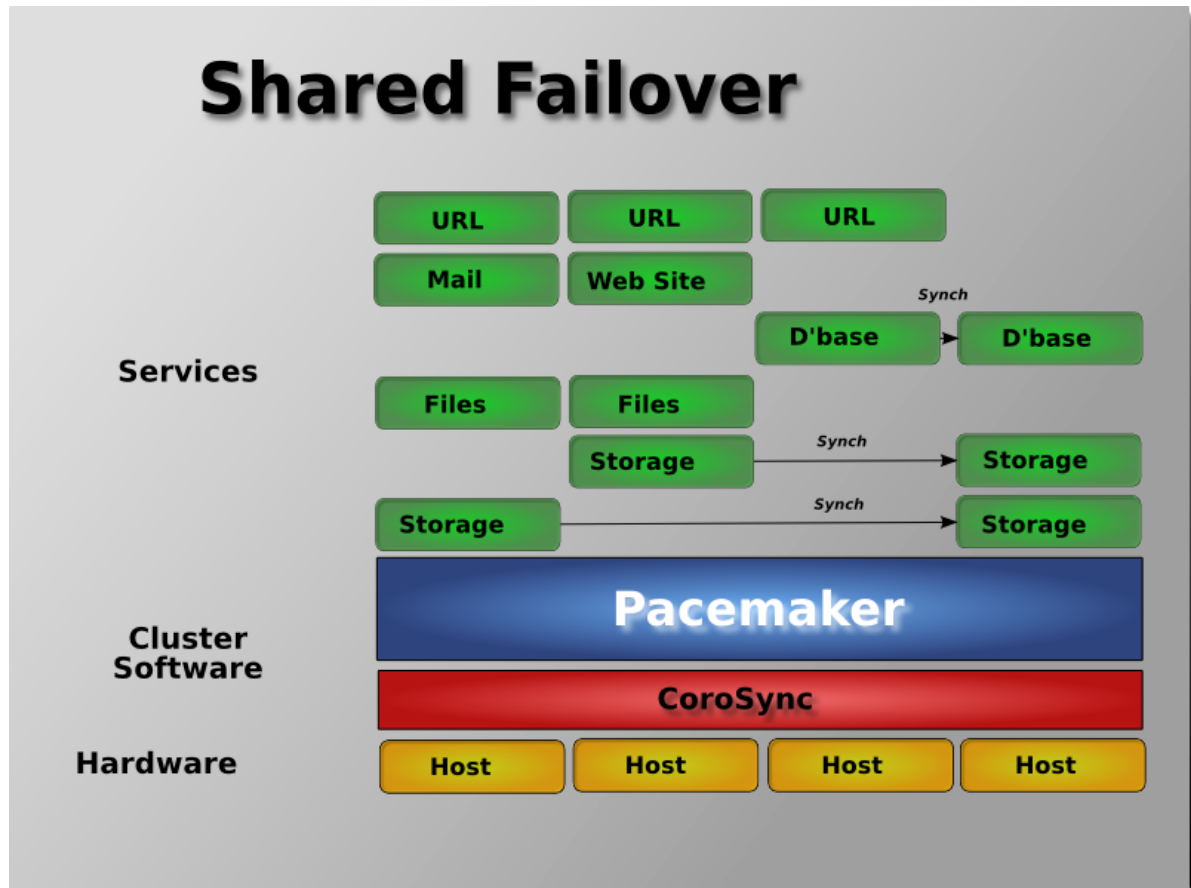 Shared Failover
URL
URL
URL
Mail
Web Site
Synch
D'base
D'base
Services
Files
Files
Synch
Storage
Storage
Synch
Storage
Storage
Pacemaker
Cluster
Software
CoroSync
Hardware
Host
Host
Host
Host